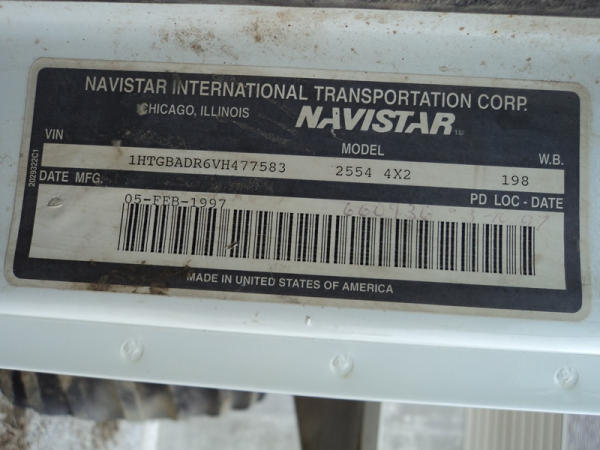 NAVISTAR INTERNATIONAL TRANSPORTATION CORP.
CHICAGO, ILLINOIS NAVISTAR
VIN MODEL W.B.
1HTGBADR6VH477583 2554 4X2 198
DATE MFG. PD LOC - DATE
05-FEB-1997
MADE IN UNITED STATES OF AMERICA
2029322C1